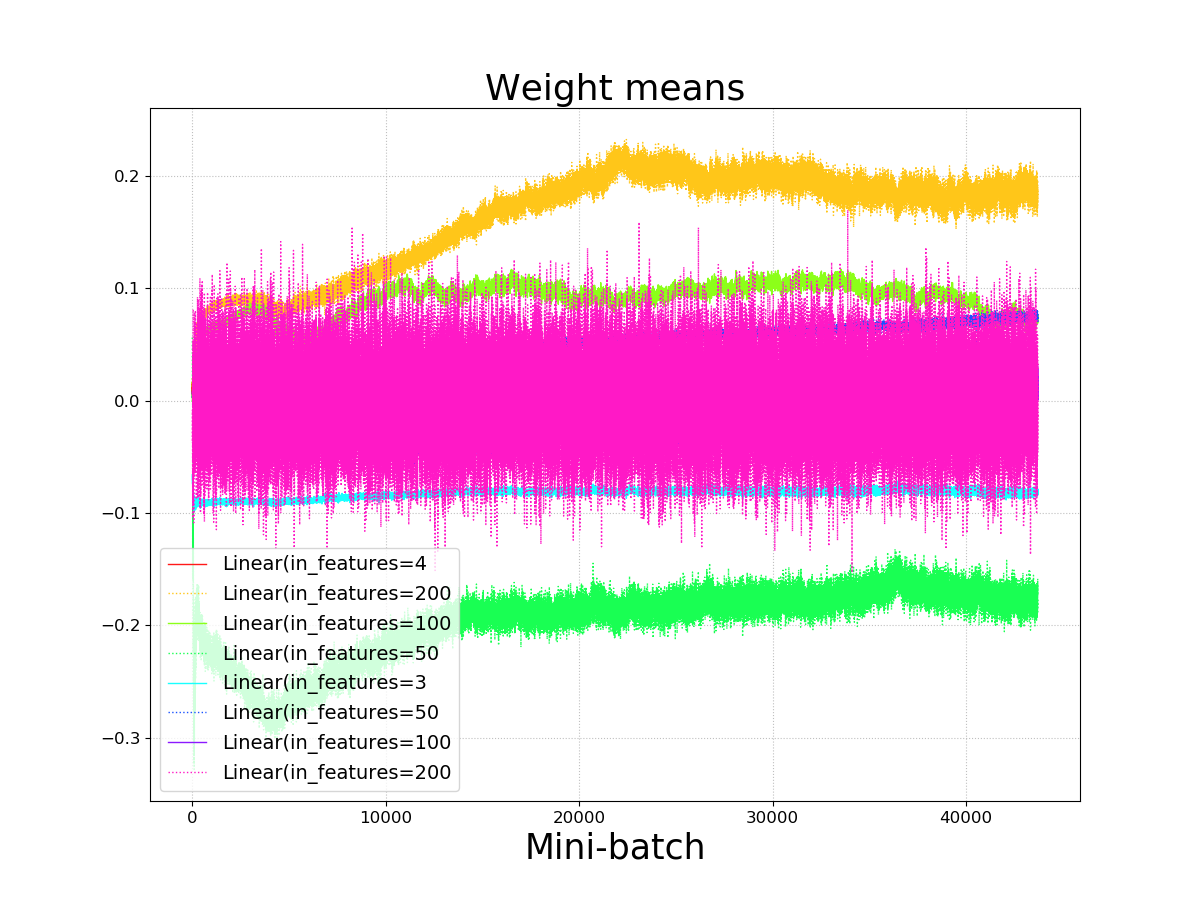 Weight means
0.2
0.1
0.0
−0.1
−0.2
−0.3
Linear(in_features=4
Linear(in_features=200
Linear(in_features=100
Linear(in_features=50
Linear(in_features=3
Linear(in_features=50
Linear(in_features=100
Linear(in_features=200
0 10000 20000 30000 40000
Mini-batch